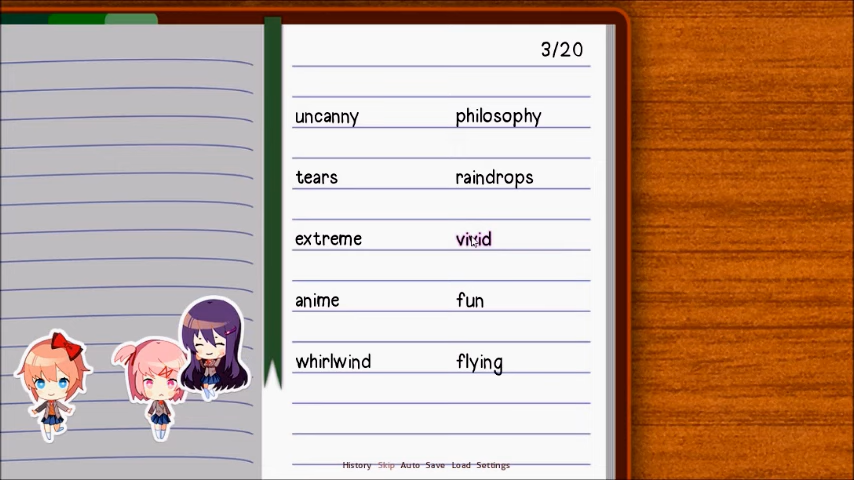 3/20
uncanny philosophy
tears raindrops
extreme vivid
anime fun
whirlwind flying
History Skip Auto Save Load Settings